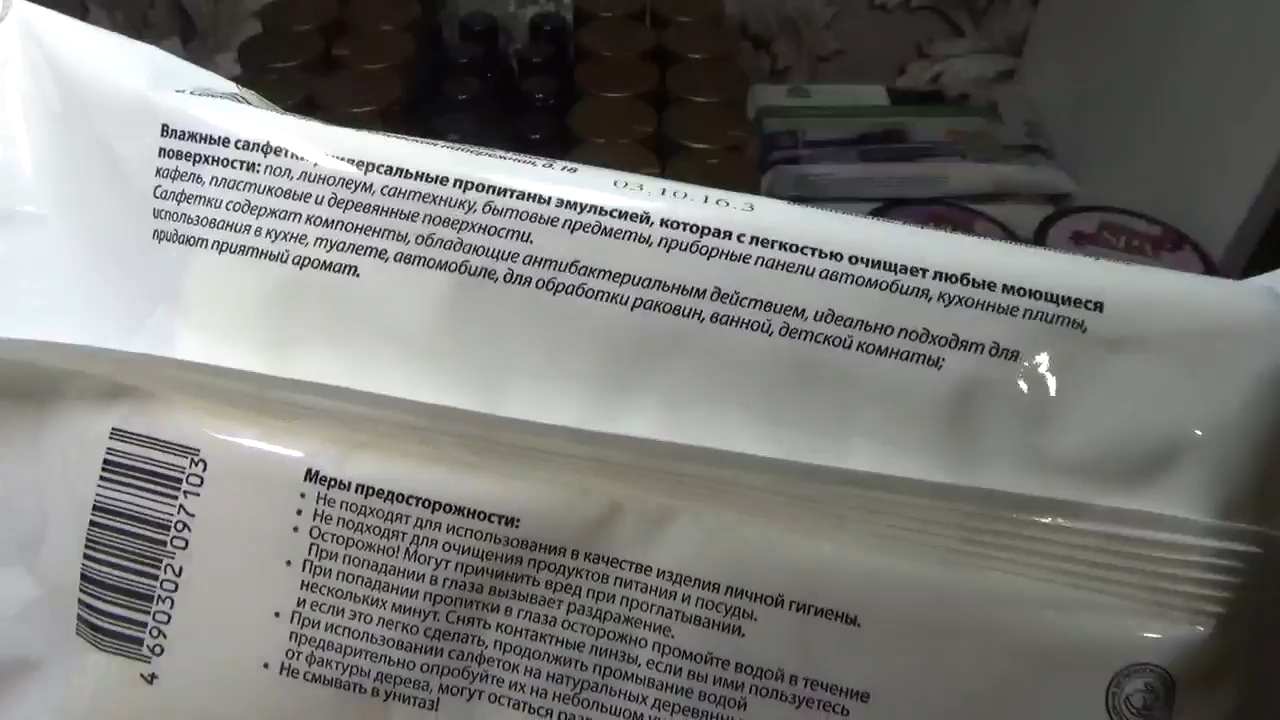 набережная, д. 18
03.10.16.3
Влажные салфетки универсальные пропитаны эмульсией, которая с легкостью очищает любые моющиеся
поверхности: пол, линолеум, сантехнику, бытовые предметы, приборные панели автомобиля, кухонные плиты,
кафель, пластиковые и деревянные поверхности.
Салфетки содержат компоненты, обладающие антибактериальным действием, идеально подходят для
использования в кухне, туалете, автомобиле, для обработки раковин, ванной, детской комнаты;
придают приятный аромат.
4 690302 097103
Меры предосторожности:
• Не подходят для использования в качестве изделия личной гигиены.
• Не подходят для очищения продуктов питания и посуды.
• Осторожно! Могут причинить вред при проглатывании.
При попадании в глаза вызывает раздражение.
• При попадании пропитки в глаза осторожно промойте водой в течение
нескольких минут. Снять контактные линзы, если вы ими пользуетесь
и если это легко сделать, продолжить промывание водой
• При использовании салфеток на натуральных деревянных
предварительно опробуйте их на небольшом
от фактуры дерева, могут остаться
• Не смывать в унитаз!